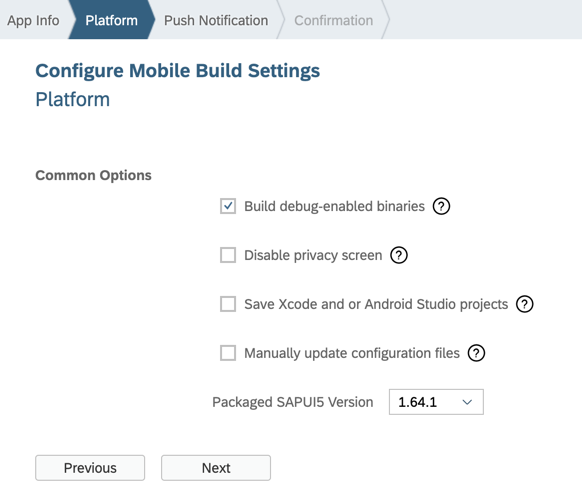 App Info Platform Push Notification Confirmation
Configure Mobile Build Settings
Platform
Common Options
Build debug-enabled binaries ?
Disable privacy screen ?
Save Xcode and or Android Studio projects ?
Manually update configuration files ?
Packaged SAPUI5 Version 1.64.1
Previous Next